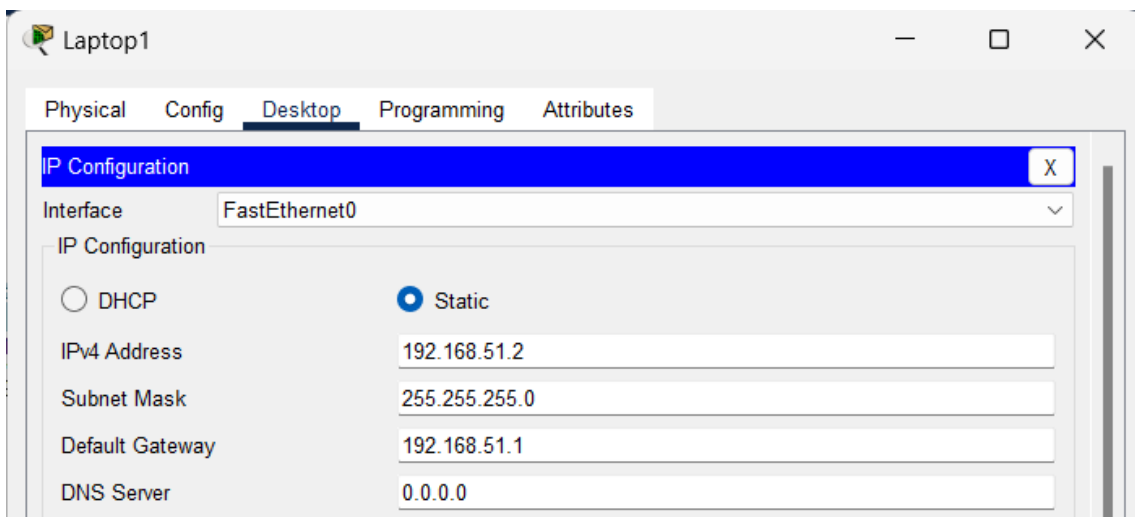 Laptop1
Physical Config Desktop Programming Attributes
IP Configuration X
Interface FastEthernet0
IP Configuration
DHCP Static
IPv4 Address 192.168.51.2
Subnet Mask 255.255.255.0
Default Gateway 192.168.51.1
DNS Server 0.0.0.0